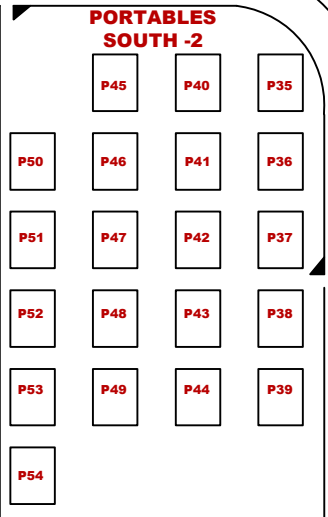 PORTABLES
SOUTH -2
P45 P40 P35
P50 P46 P41 P36
P51 P47 P42 P37
P52 P48 P43 P38
P53 P49 P44 P39
P54